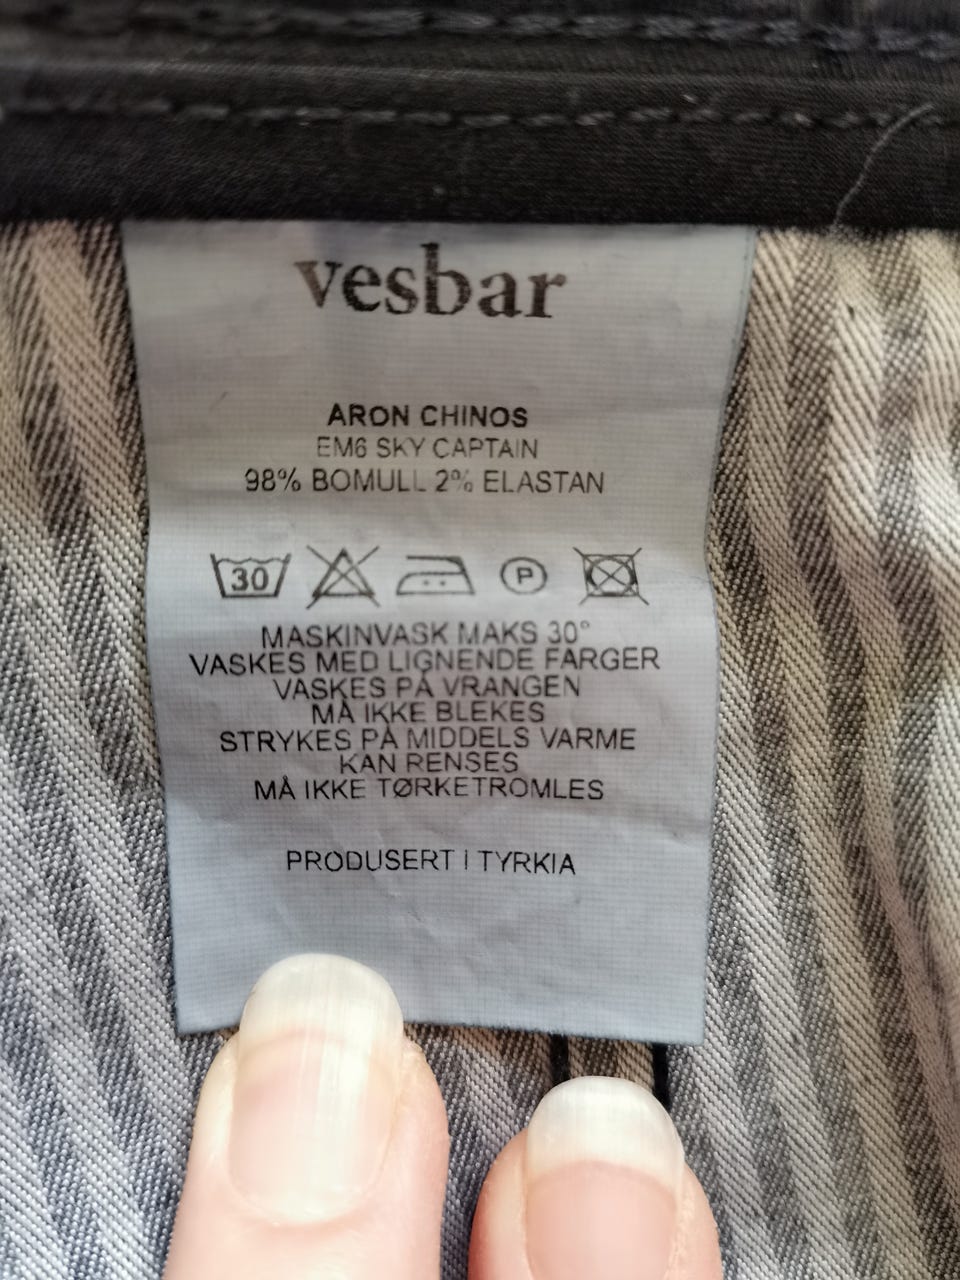 vesbar
ARON CHINOS
EM6 SKY CAPTAIN
98% BOMULL 2% ELASTAN
30 P
MASKINVASK MAKS 30°
VASKES MED LIGNENDE FARGER
VASKES PÅ VRANGEN
MÅ IKKE BLEKES
STRYKES PÅ MIDDELS VARME
KAN RENSES
MÅ IKKE TØRKETROMLES
PRODUSERT I TYRKIA